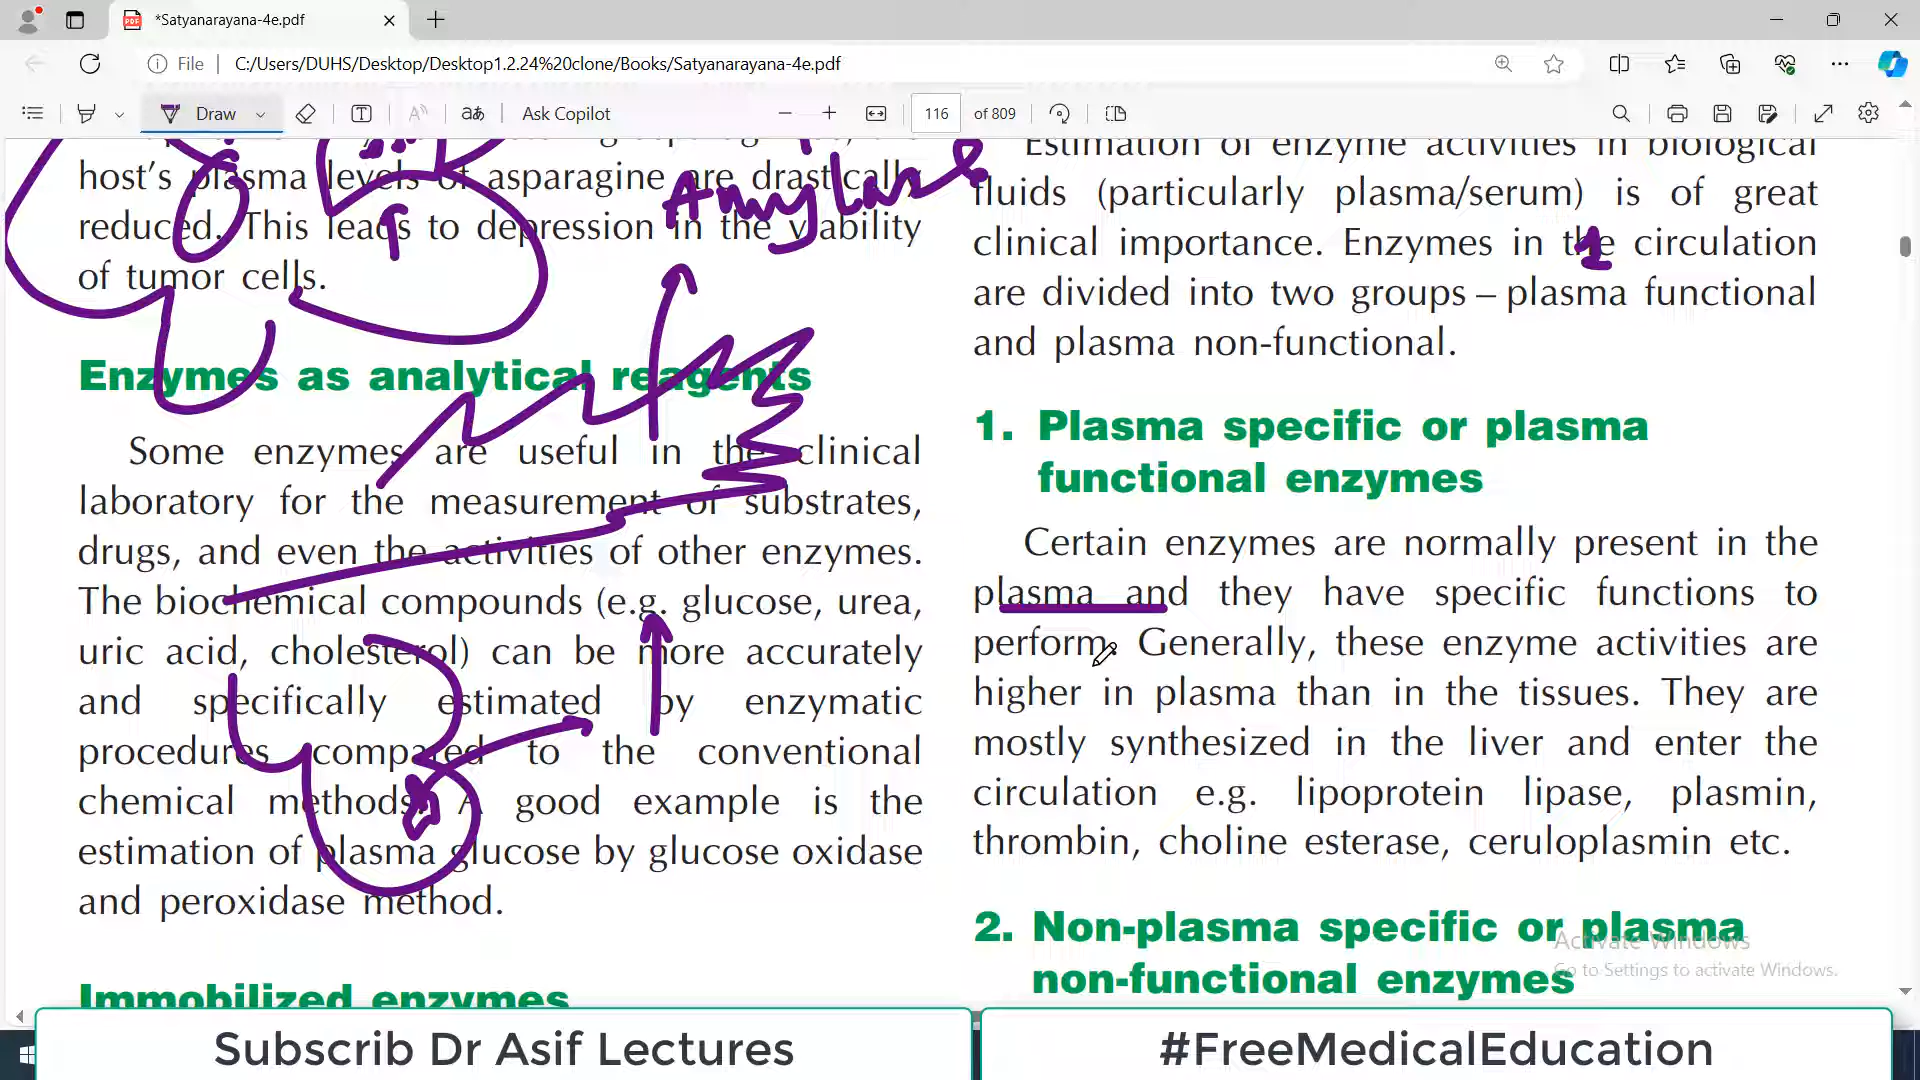 *Satyanarayana-4e.pdf
File
C:/Users/DUHS/Desktop/Desktop1.2.24%20clone/Books/Satyanarayana-4e.pdf
Draw
Ask Copilot
116 of 809
host's plasma levels of asparagine are drastically
reduced. This leads to depression in the viability
of tumor cells.
Amylase
Enzymes as analytical reagents
Some enzymes are useful in the clinical
laboratory for the measurement of substrates,
drugs, and even the activities of other enzymes.
The biochemical compounds (e.g. glucose, urea,
uric acid, cholesterol) can be more accurately
and specifically estimated by enzymatic
procedures compared to the conventional
chemical methods. A good example is the
estimation of plasma glucose by glucose oxidase
and peroxidase method.
Immobilized enzymes
Estimation of enzyme activities in biological
fluids (particularly plasma/serum) is of great
clinical importance. Enzymes in the circulation
1
are divided into two groups – plasma functional
and plasma non-functional.
1. Plasma specific or plasma
functional enzymes
Certain enzymes are normally present in the
plasma and they have specific functions to
perform. Generally, these enzyme activities are
higher in plasma than in the tissues. They are
mostly synthesized in the liver and enter the
circulation e.g. lipoprotein lipase, plasmin,
thrombin, choline esterase, ceruloplasmin etc.
2. Non-plasma specific or plasma
non-functional enzymes
Activate Windows
Go to Settings to activate Windows.
Subscrib Dr Asif Lectures
#FreeMedicalEducation